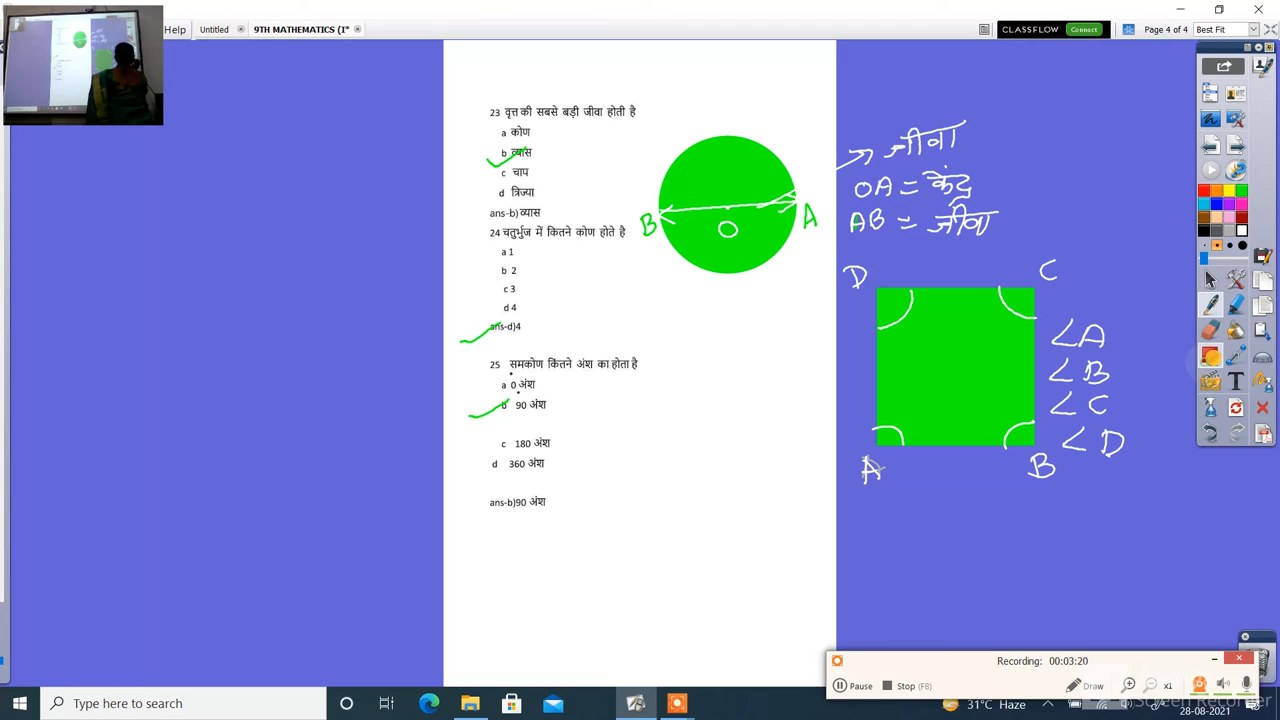 Help
Untitled
9TH MATHEMATICS (I*
CLASSFLOW
Connect
Page 4 of 4
Best Fit
23 वृत्त की सबसे बड़ी जीवा होती है
a कोण
b व्यास
c चाप
d त्रिज्या
ans-b) व्यास
24 चतुर्भुज में कितने कोण होते है
a 1
b 2
c 3
d 4
ans-d)4
25 समकोण कितने अंश का होता है
a 0 अंश
b 90 अंश
c 180 अंश
d 360 अंश
ans-b)90 अंश
B
O
A
→ जीवा
OA = केंद्र
AB = जीवा
D
C
∠A
∠B
∠C
∠D
A
B
Recording: 00:03:20
Pause
Stop (F8)
Draw
x1
Type here to search
31°C Haze
28-08-2021
Screen Recorder